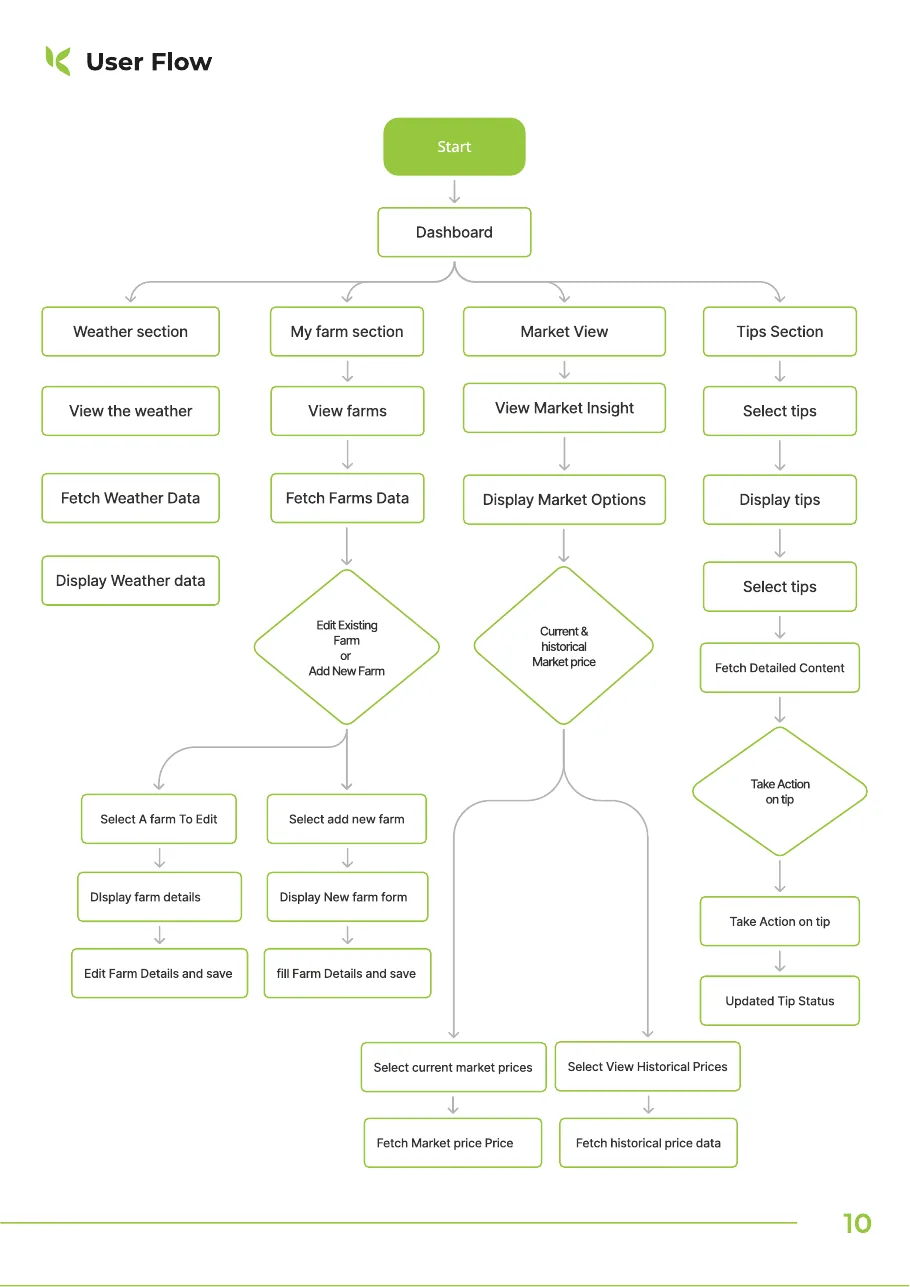 User Flow
Start
Dashboard
Weather section
My farm section
Market View
Tips Section
View the weather
View farms
View Market Insight
Select tips
Fetch Weather Data
Fetch Farms Data
Display Market Options
Display tips
Display Weather data
Select tips
Edit Existing
Farm
or
Add New Farm
Current &
historical
Market price
Fetch Detailed Content
Take Action
on tip
Select A farm To Edit
Select add new farm
DIsplay farm details
Display New farm form
Take Action on tip
Edit Farm Details and save
fill Farm Details and save
Updated Tip Status
Select current market prices
Select View Historical Prices
Fetch Market price Price
Fetch historical price data
10